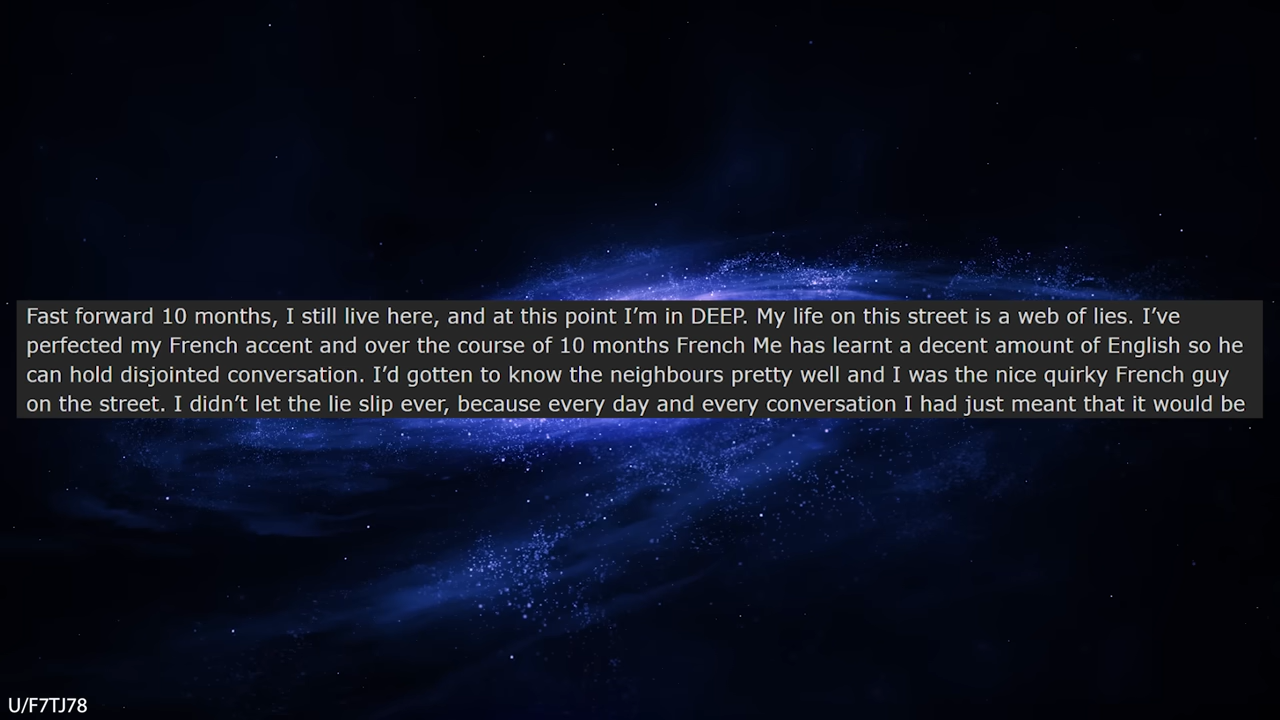 Fast forward 10 months, I still live here, and at this point I’m in DEEP. My life on this street is a web of lies. I’ve
perfected my French accent and over the course of 10 months French Me has learnt a decent amount of English so he
can hold disjointed conversation. I’d gotten to know the neighbours pretty well and I was the nice quirky French guy
on the street. I didn’t let the lie slip ever, because every day and every conversation I had just meant that it would be
U/F7TJ78